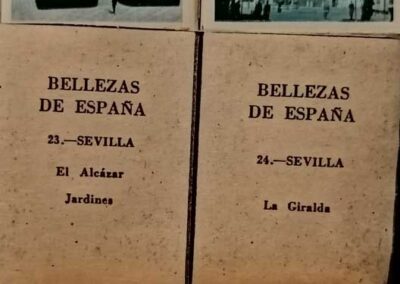 BELLEZAS
DE ESPAÑA
23.—SEVILLA
El Alcázar
Jardines
BELLEZAS
DE ESPAÑA
24.—SEVILLA
La Giralda